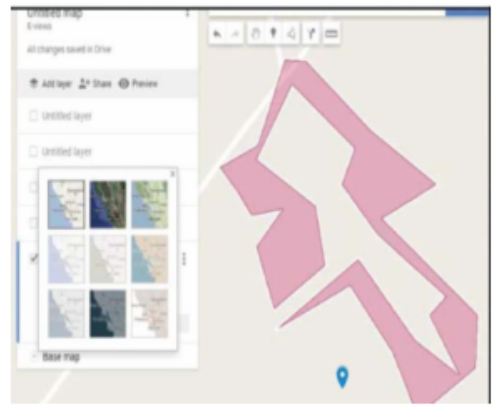 Untitled map
6 views
All changes saved in Drive
Add layer Share Preview
Untitled layer
Untitled layer
Base map